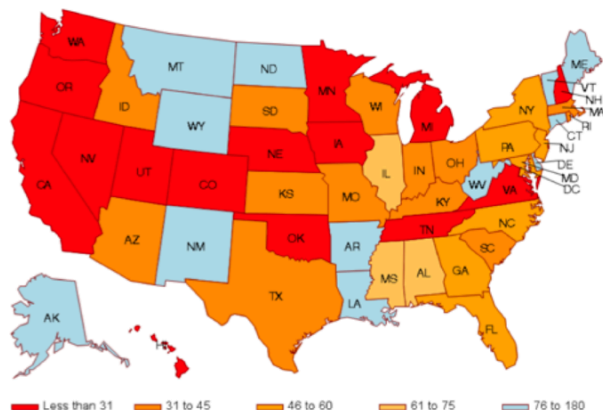 WA
MT
ND
MN
ME
OR
ID
SD
WI
NY
VT
NH
MA
WY
MI
RI
CT
NV
UT
NE
IA
PA
NJ
CA
CO
IL
IN
OH
DE
MD
DC
KS
MO
WV
VA
KY
AZ
NM
OK
AR
TN
NC
SC
MS
AL
GA
TX
LA
FL
AK
Less than 31 31 to 45 46 to 60 61 to 75 76 to 180